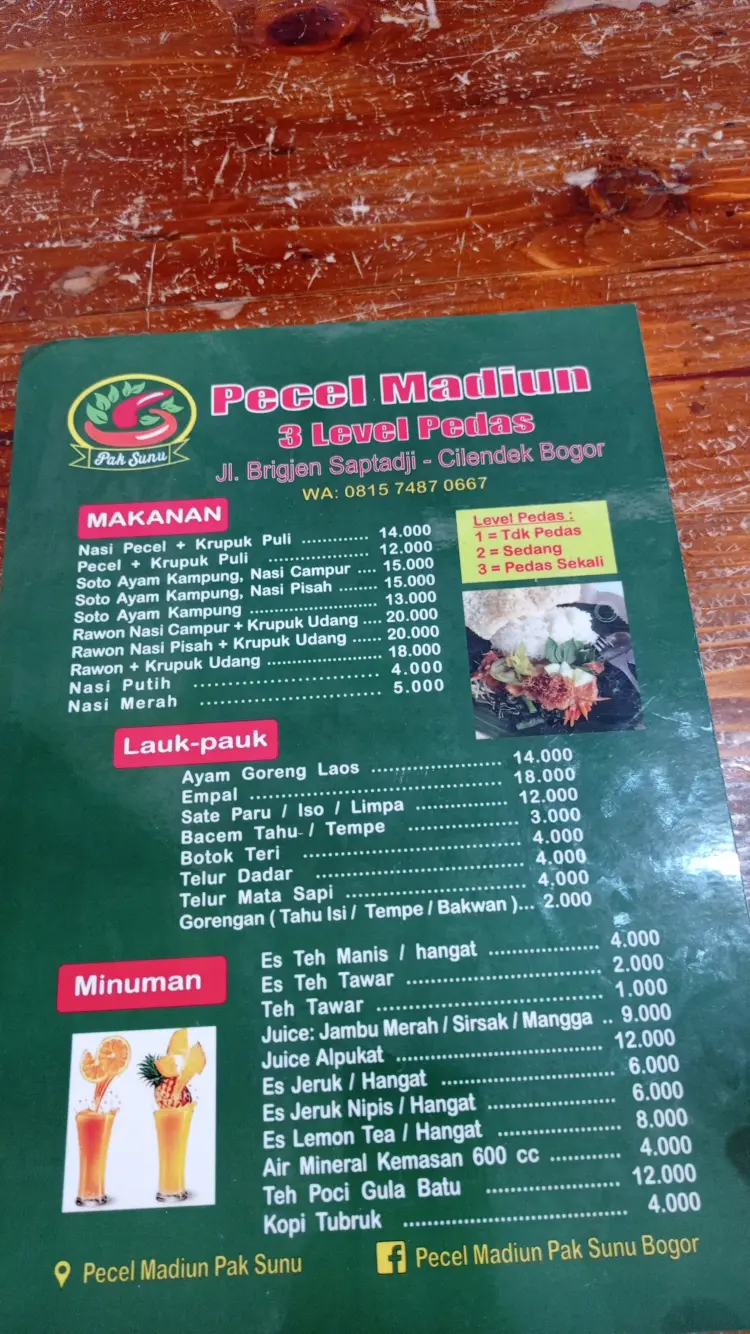 Pak Sunu
Pecel Madiun
3 Level Pedas
Jl. Brigjen Saptadji - Cilendek Bogor
WA: 0815 7487 0667
MAKANAN
Nasi Pecel + Krupuk Puli ............. 14.000
Pecel + Krupuk Puli .................... 12.000
Soto Ayam Kampung, Nasi Campur .... 15.000
Soto Ayam Kampung, Nasi Pisah ........ 15.000
Soto Ayam Kampung ......................... 13.000
Rawon Nasi Campur + Krupuk Udang .... 20.000
Rawon Nasi Pisah + Krupuk Udang ...... 20.000
Rawon + Krupuk Udang ........................ 18.000
Nasi Putih ................................. 4.000
Nasi Merah ................................ 5.000
Level Pedas :
1 = Tdk Pedas
2 = Sedang
3 = Pedas Sekali
Lauk-pauk
Ayam Goreng Laos ...................... 14.000
Empal .......................................... 18.000
Sate Paru / Iso / Limpa ............... 12.000
Bacem Tahu / Tempe .................. 3.000
Botok Teri .................................... 4.000
Telur Dadar .................................. 4.000
Telur Mata Sapi ............................. 4.000
Gorengan ( Tahu Isi / Tempe / Bakwan )... 2.000
Minuman
Es Teh Manis / hangat .................. 4.000
Es Teh Tawar ................................ 2.000
Teh Tawar ..................................... 1.000
Juice: Jambu Merah / Sirsak / Mangga .. 9.000
Juice Alpukat .................................. 12.000
Es Jeruk / Hangat ........................... 6.000
Es Jeruk Nipis / Hangat ................... 6.000
Es Lemon Tea / Hangat ................... 8.000
Air Mineral Kemasan 600 cc ........... 4.000
Teh Poci Gula Batu ...................... 12.000
Kopi Tubruk .................................... 4.000
Pecel Madiun Pak Sunu
Pecel Madiun Pak Sunu Bogor